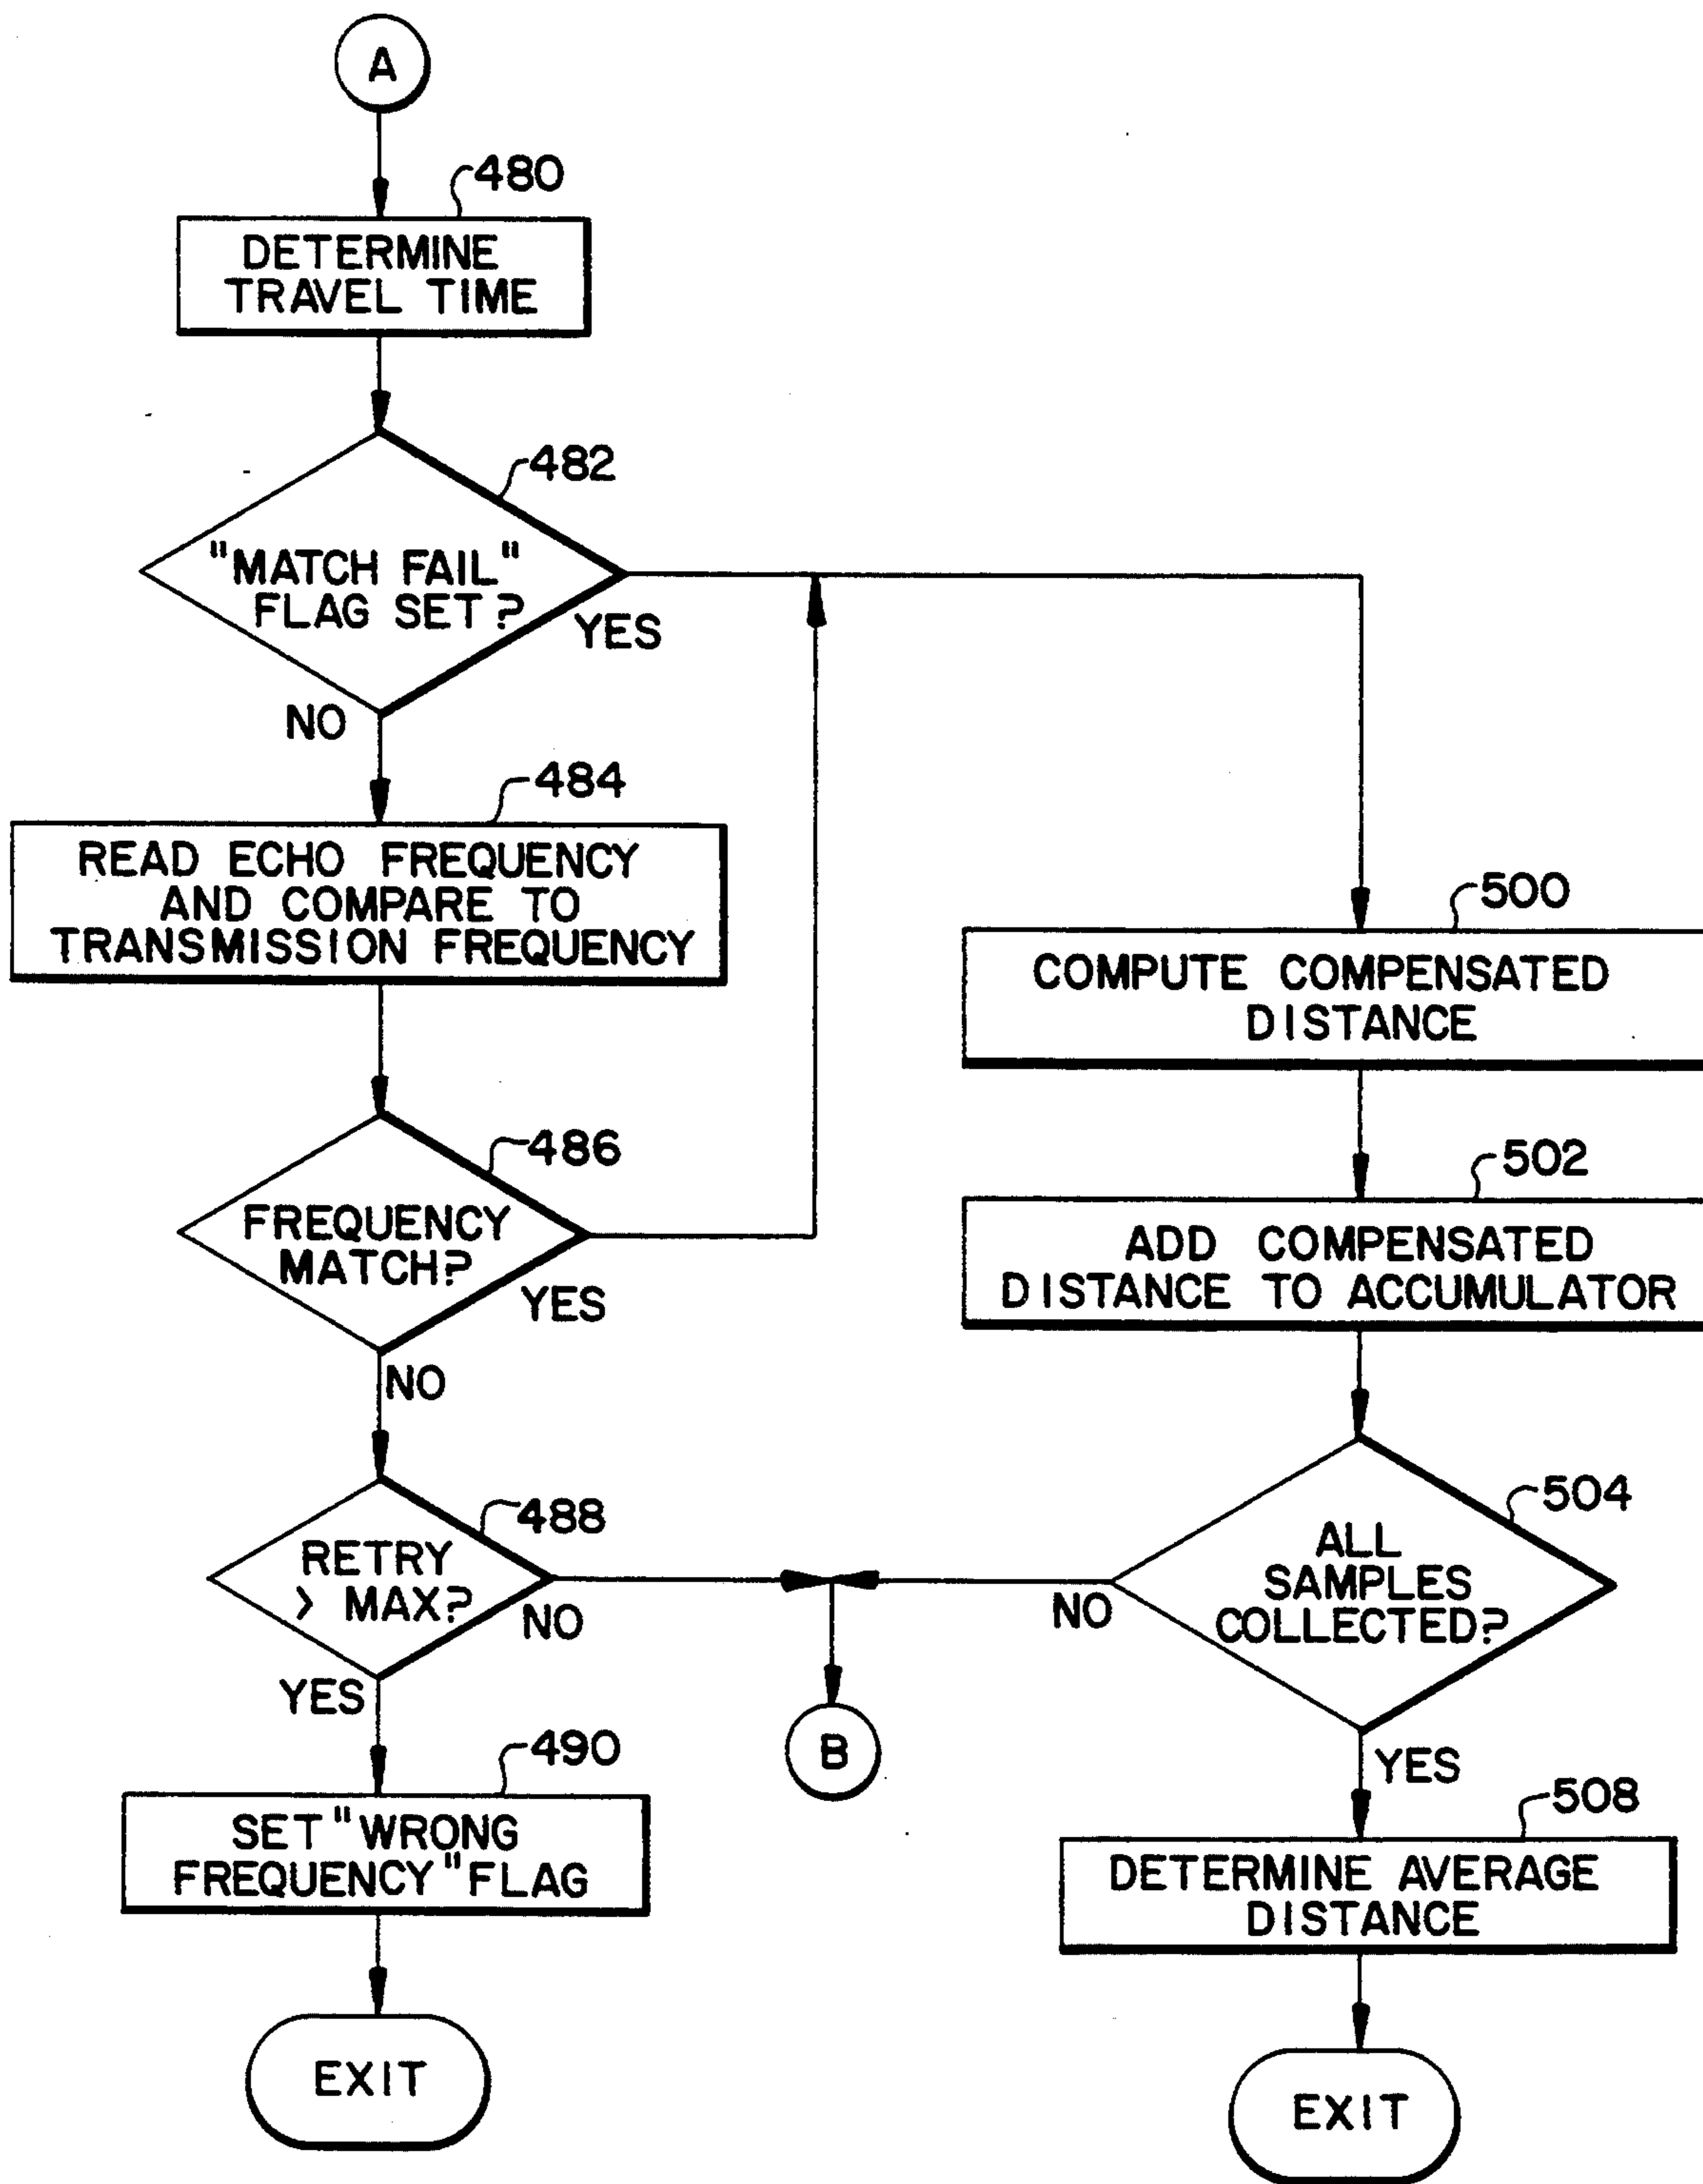 A
480
DETERMINE
TRAVEL TIME
482
"MATCH FAIL"
FLAG SET?
YES
NO
484
READ ECHO FREQUENCY
AND COMPARE TO
TRANSMISSION FREQUENCY
486
FREQUENCY
MATCH?
YES
NO
488
RETRY
> MAX?
NO
YES
490
SET "WRONG
FREQUENCY" FLAG
EXIT
B
500
COMPUTE COMPENSATED
DISTANCE
502
ADD COMPENSATED
DISTANCE TO ACCUMULATOR
504
ALL
SAMPLES
COLLECTED?
NO
YES
508
DETERMINE AVERAGE
DISTANCE
EXIT